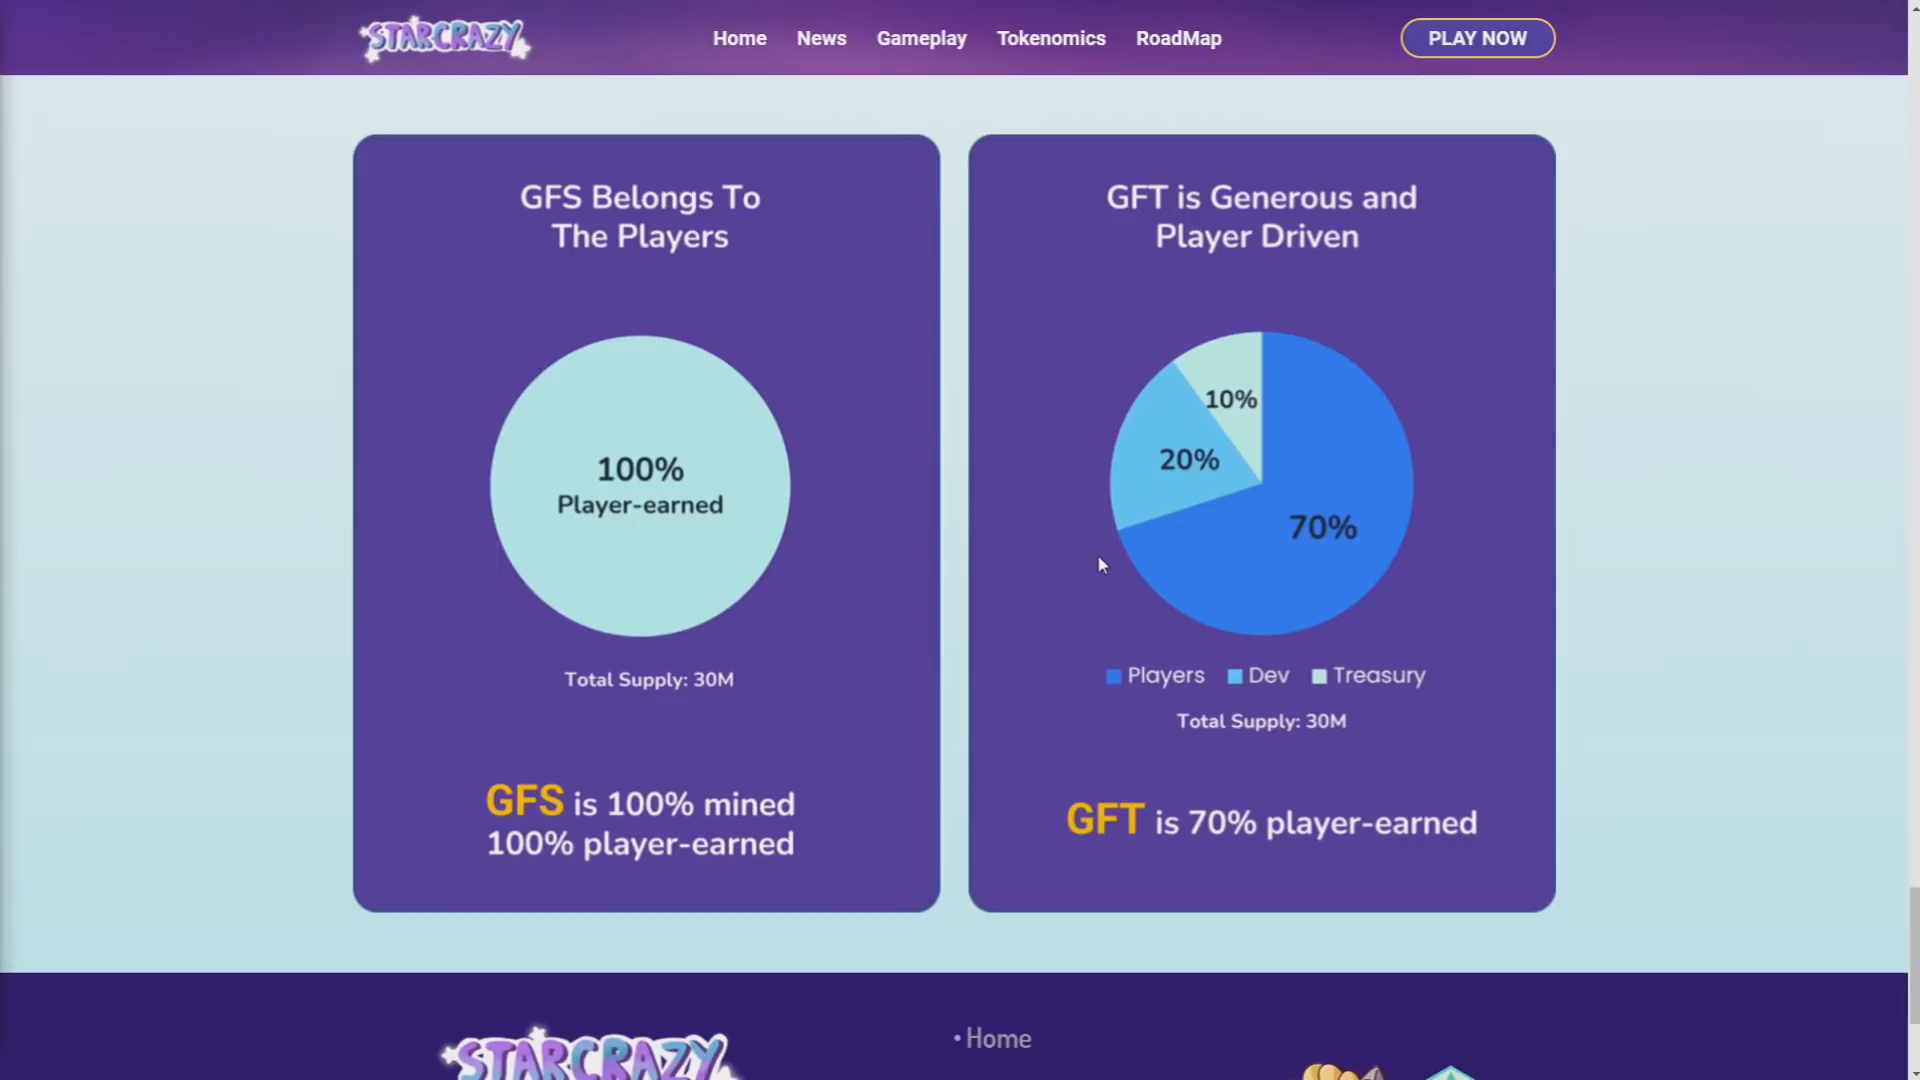 STARCRAZY
Home News Gameplay Tokenomics RoadMap PLAY NOW
GFS Belongs To
The Players
100%
Player-earned
Total Supply: 30M
GFS is 100% mined
100% player-earned
GFT is Generous and
Player Driven
10%
20%
70%
Players Dev Treasury
Total Supply: 30M
GFT is 70% player-earned
STARCRAZY
• Home